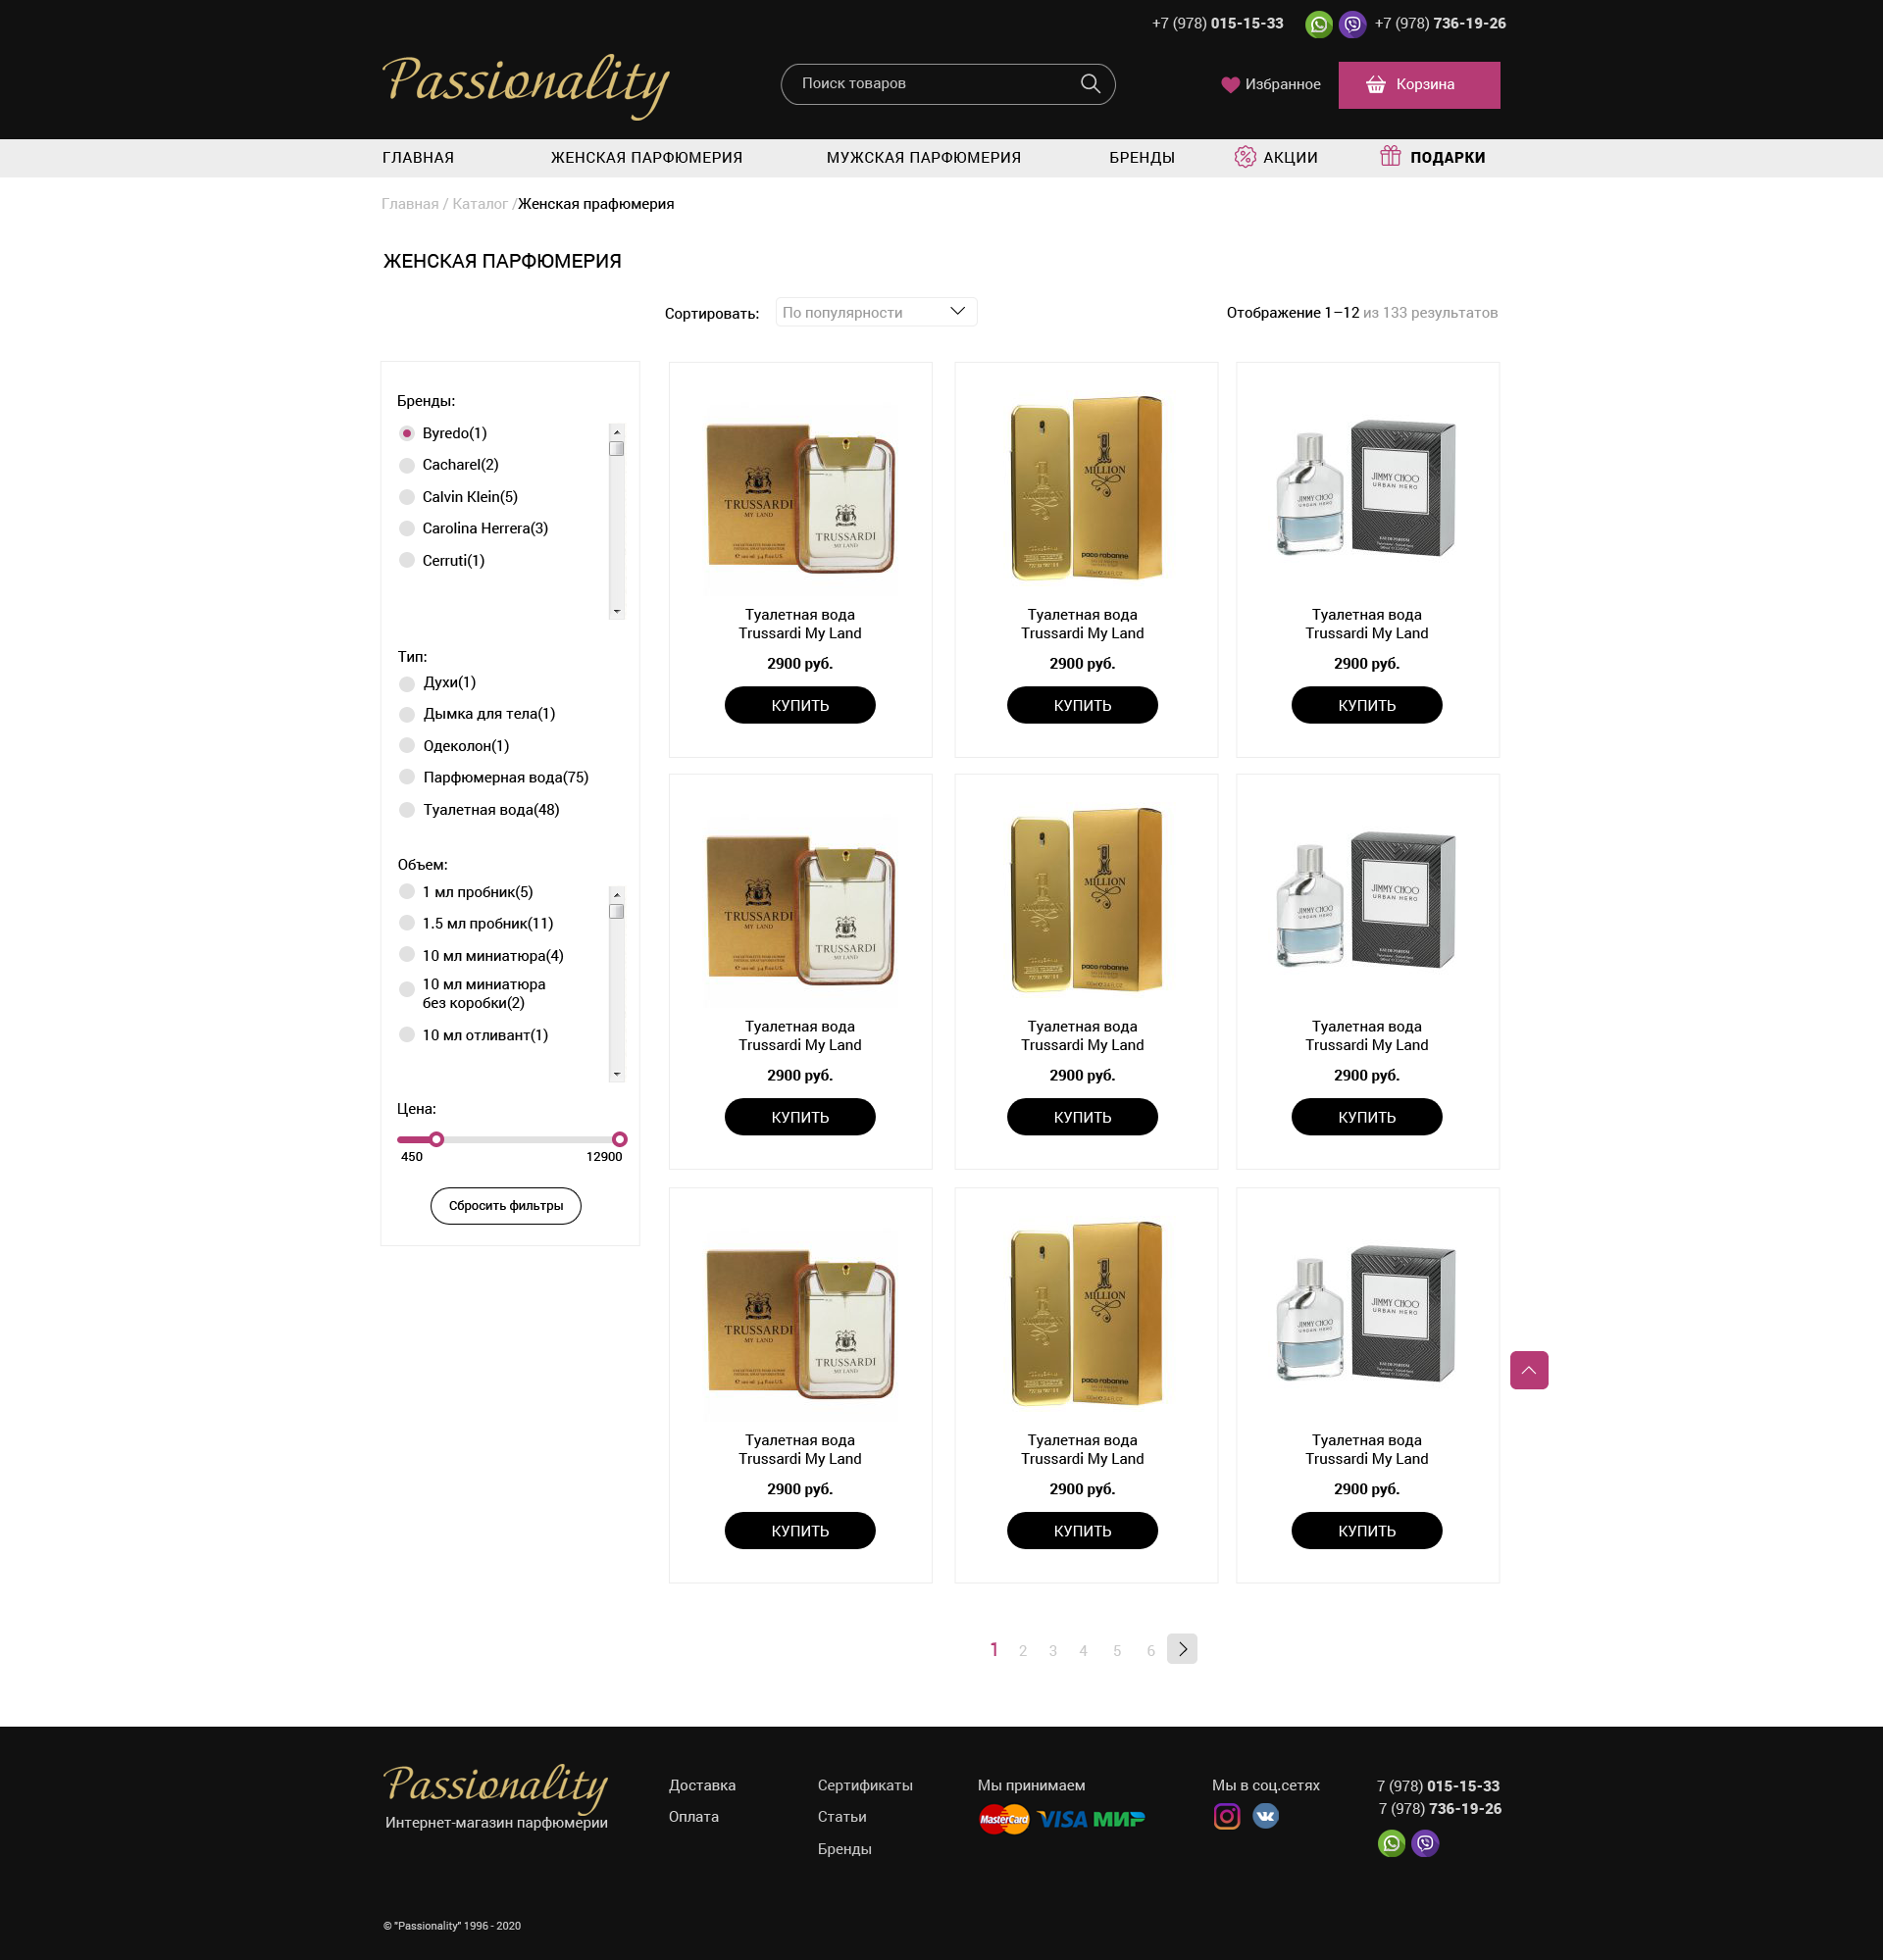 +7 (978) 015-15-33 +7 (978) 736-19-26
Passionality
Поиск товаров
Избранное
Корзина
ГЛАВНАЯ ЖЕНСКАЯ ПАРФЮМЕРИЯ МУЖСКАЯ ПАРФЮМЕРИЯ БРЕНДЫ АКЦИИ ПОДАРКИ
Главная / Каталог /Женская прафюмерия
ЖЕНСКАЯ ПАРФЮМЕРИЯ
Сортировать: По популярности Отображение 1–12 из 133 результатов
Бренды:
Byredo(1)
Cacharel(2)
Calvin Klein(5)
Carolina Herrera(3)
Cerruti(1)
Тип:
Духи(1)
Дымка для тела(1)
Одеколон(1)
Парфюмерная вода(75)
Туалетная вода(48)
Объем:
1 мл пробник(5)
1.5 мл пробник(11)
10 мл миниатюра(4)
10 мл миниатюра
без коробки(2)
10 мл отливант(1)
Цена:
450 12900
Сбросить фильтры
TRUSSARDI
MY LAND
TRUSSARDI
MY LAND
Туалетная вода
Trussardi My Land
2900 руб.
КУПИТЬ
1
MILLION
paco rabanne
Туалетная вода
Trussardi My Land
2900 руб.
КУПИТЬ
JIMMY CHOO
URBAN HERO
JIMMY CHOO
URBAN HERO
Туалетная вода
Trussardi My Land
2900 руб.
КУПИТЬ
TRUSSARDI
MY LAND
TRUSSARDI
MY LAND
Туалетная вода
Trussardi My Land
2900 руб.
КУПИТЬ
1
MILLION
paco rabanne
Туалетная вода
Trussardi My Land
2900 руб.
КУПИТЬ
JIMMY CHOO
URBAN HERO
JIMMY CHOO
URBAN HERO
Туалетная вода
Trussardi My Land
2900 руб.
КУПИТЬ
TRUSSARDI
MY LAND
TRUSSARDI
MY LAND
Туалетная вода
Trussardi My Land
2900 руб.
КУПИТЬ
1
MILLION
paco rabanne
Туалетная вода
Trussardi My Land
2900 руб.
КУПИТЬ
JIMMY CHOO
URBAN HERO
JIMMY CHOO
URBAN HERO
Туалетная вода
Trussardi My Land
2900 руб.
КУПИТЬ
1 2 3 4 5 6
Passionality
Интернет-магазин парфюмерии
Доставка
Оплата
Сертификаты
Статьи
Бренды
Мы принимаем
MasterCard VISA МИР
Мы в соц.сетях
7 (978) 015-15-33
7 (978) 736-19-26
© "Passionality" 1996 - 2020